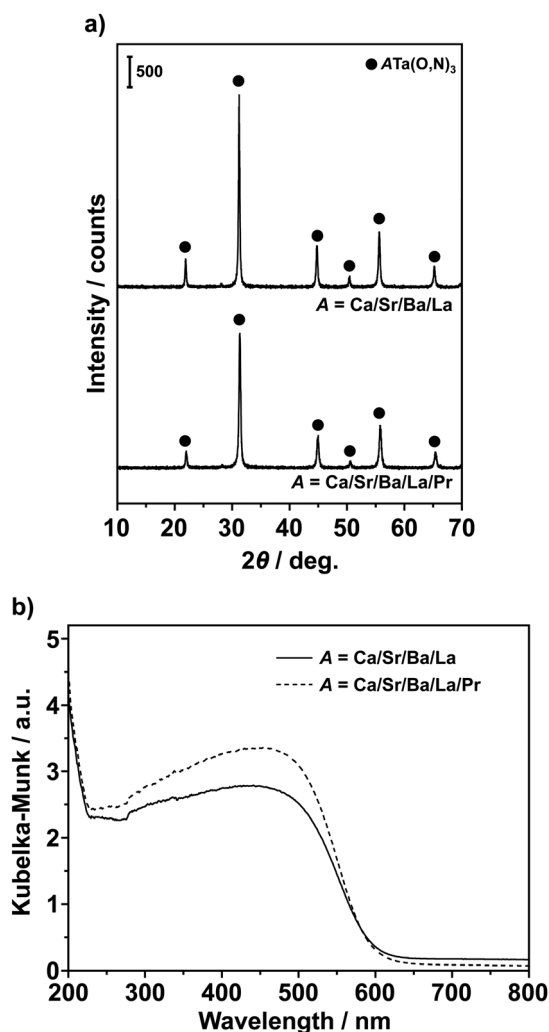 a)
500
ATa(O,N)3
A = Ca/Sr/Ba/La
A = Ca/Sr/Ba/La/Pr
Intensity / counts
10 20 30 40 50 60 70
2θ / deg.
b)
5
4
3
2
1
0
A = Ca/Sr/Ba/La
A = Ca/Sr/Ba/La/Pr
Kubelka-Munk / a.u.
200 300 400 500 600 700 800
Wavelength / nm